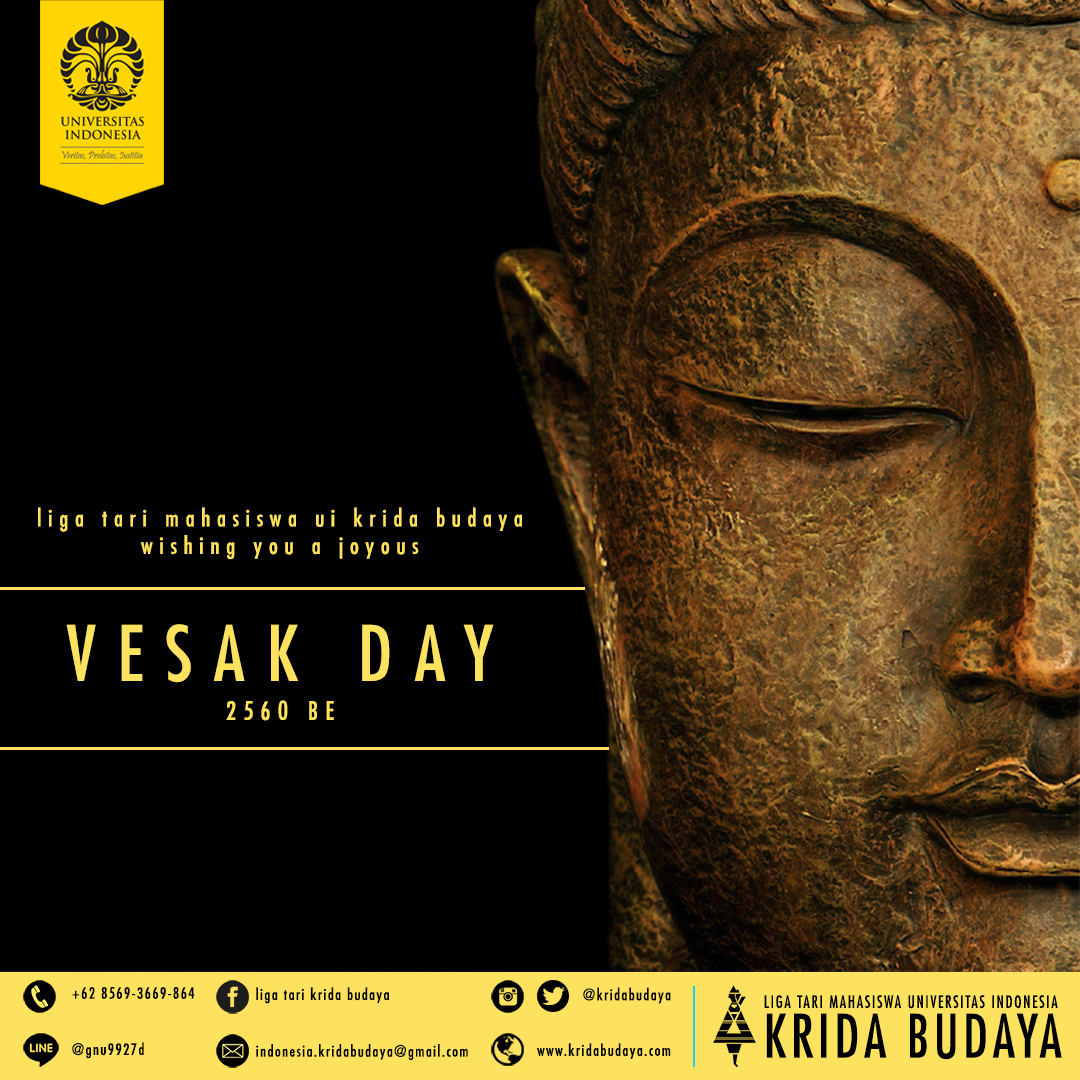 UNIVERSITAS
INDONESIA
Veritas, Probitas, Justitia
liga tari mahasiswa ui krida budaya
wishing you a joyous
VESAK DAY
2560 BE
+62 8569-3669-864
liga tari krida budaya
@kridabudaya
LINE
@gnu9927d
indonesia.kridabudaya@gmail.com
www.kridabudaya.com
LIGA TARI MAHASISWA UNIVERSITAS INDONESIA
KRIDA BUDAYA